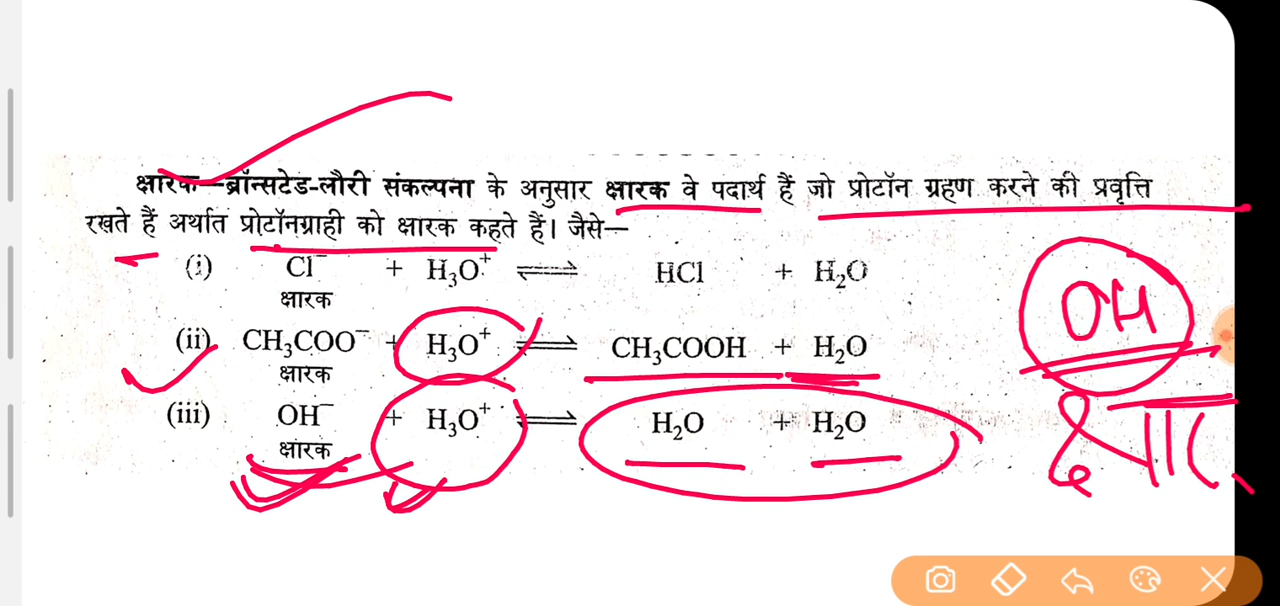 क्षारक—ब्रॉन्सटेड-लौरी संकल्पना के अनुसार क्षारक वे पदार्थ हैं जो प्रोटॉन ग्रहण करने की प्रवृत्ति
रखते हैं अर्थात प्रोटॉनग्राही को क्षारक कहते हैं। जैसे—
(i) Cl⁻ + H₃O⁺ ⇌ HCl + H₂O
क्षारक
(ii) CH₃COO⁻ + H₃O⁺ ⇌ CH₃COOH + H₂O
क्षारक
(iii) OH⁻ + H₃O⁺ ⇌ H₂O + H₂O
क्षारक
OH
क्षार